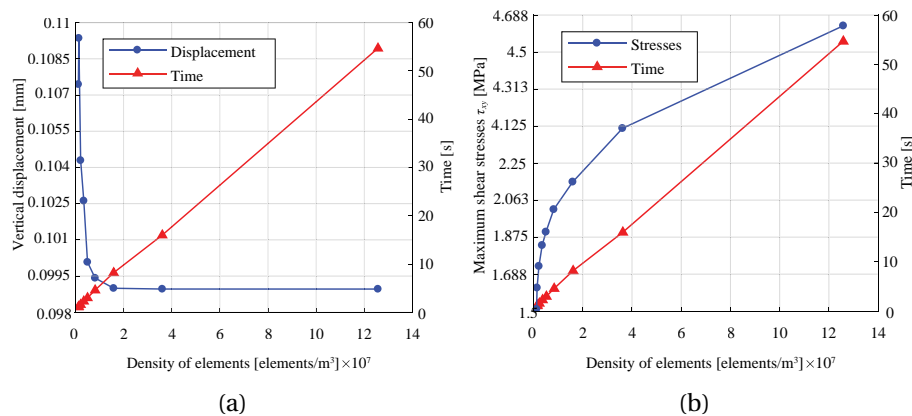 0.11
0.1085
0.107
0.1055
0.104
0.1025
0.101
0.0995
0.098
Vertical displacement [mm]
Displacement
Time
60
50
40
30
20
10
0
Time [s]
0 2 4 6 8 10 12 14
Density of elements [elements/m³]×10⁷
(a)
4.688
4.5
4.313
4.125
2.25
2.063
1.875
1.688
1.5
Maximum shear stresses τxy [MPa]
Stresses
Time
60
50
40
30
20
10
0
Time [s]
0 2 4 6 8 10 12 14
Density of elements [elements/m³]×10⁷
(b)